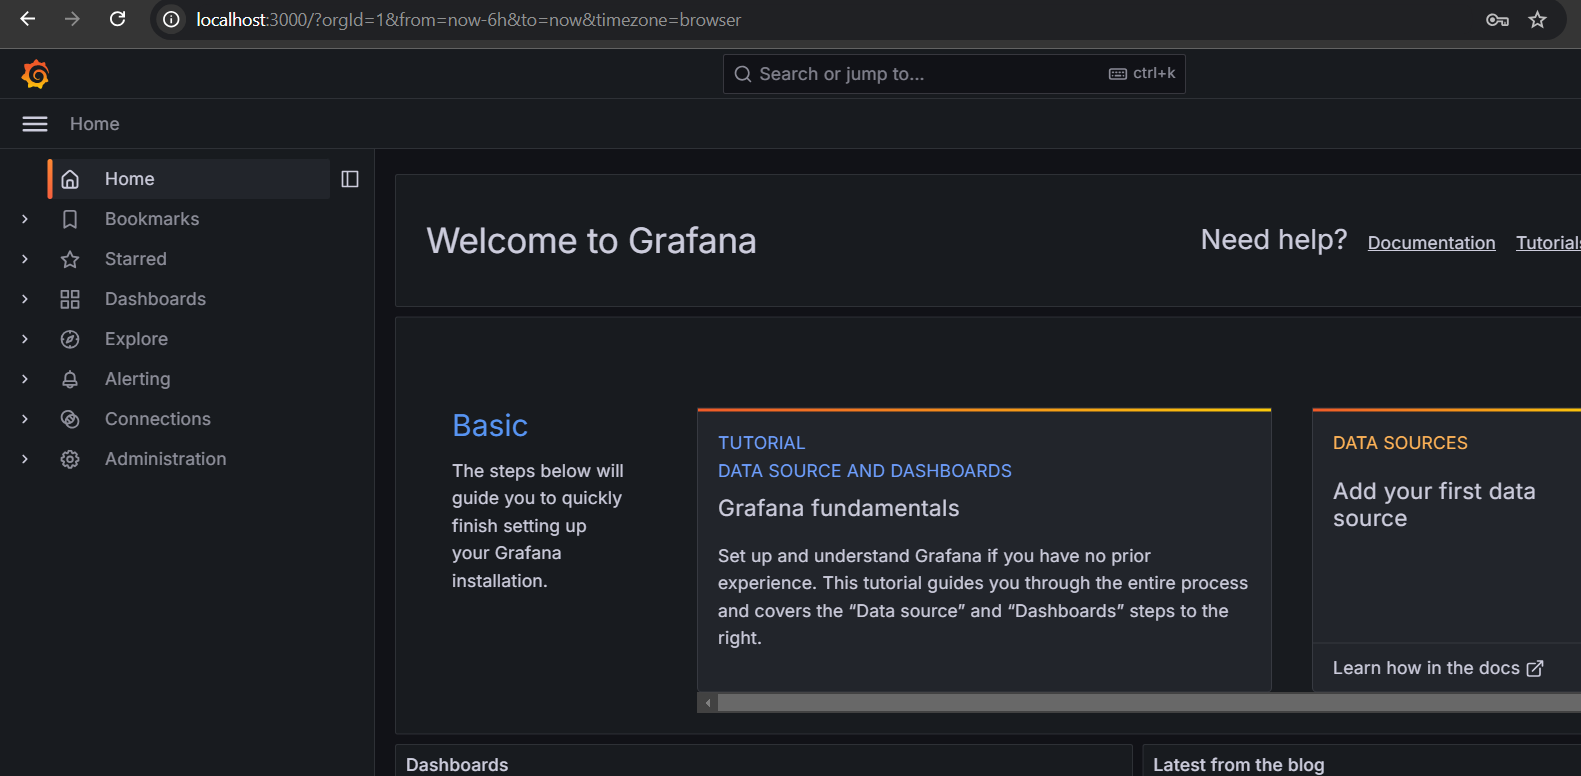 localhost:3000/?orgId=1&from=now-6h&to=now&timezone=browser
Search or jump to...
ctrl+k
Home
Home
Bookmarks
Starred
Dashboards
Explore
Alerting
Connections
Administration
Welcome to Grafana
Need help?
Documentation
Tutorials
Basic
The steps below will
guide you to quickly
finish setting up
your Grafana
installation.
TUTORIAL
DATA SOURCE AND DASHBOARDS
Grafana fundamentals
Set up and understand Grafana if you have no prior
experience. This tutorial guides you through the entire process
and covers the “Data source” and “Dashboards” steps to the
right.
DATA SOURCES
Add your first data
source
Learn how in the docs
Dashboards
Latest from the blog